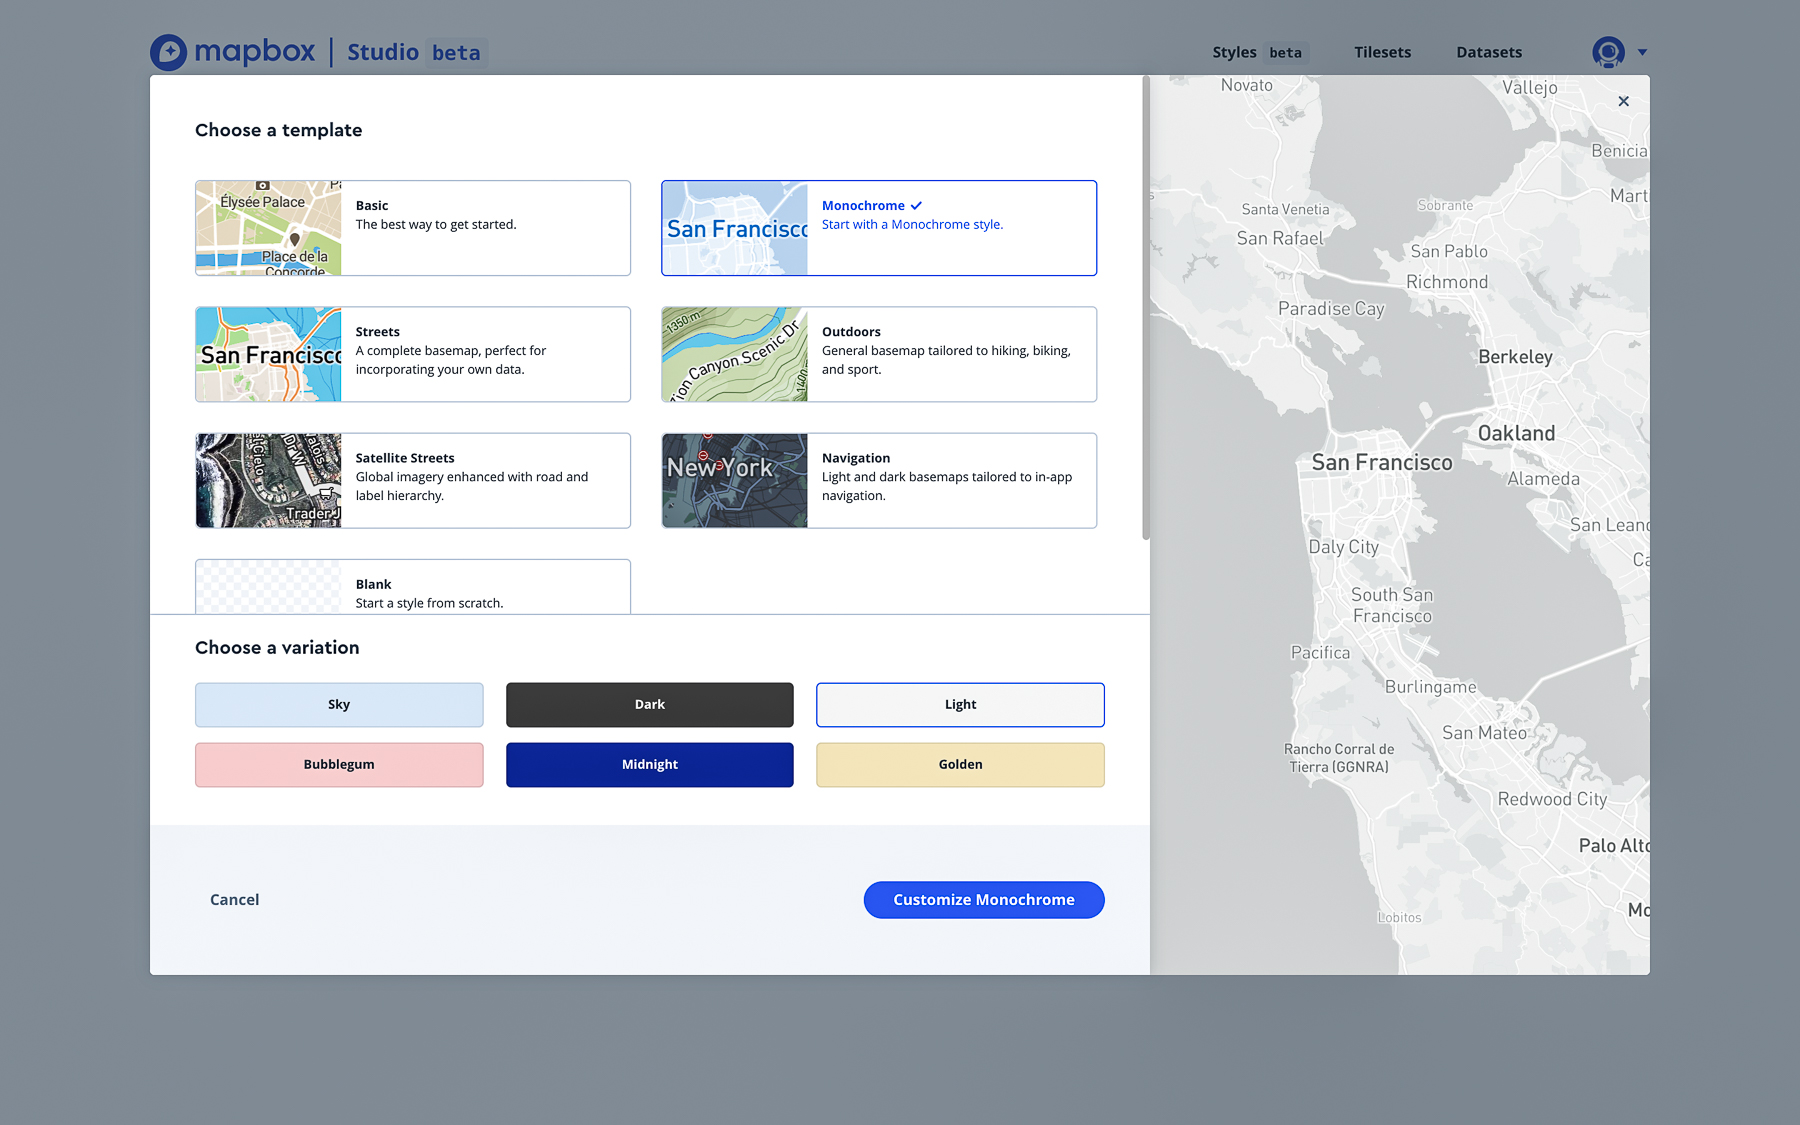 mapbox | Studio beta
Styles beta
Tilesets
Datasets
Choose a template
Élysée Palace
Place de la
Concorde
Basic
The best way to get started.
San Francisco
Monochrome
Start with a Monochrome style.
San Francisco
Streets
A complete basemap, perfect for
incorporating your own data.
1350 m
Zion Canyon Scenic Dr
1400
Outdoors
General basemap tailored to hiking, biking,
and sport.
Dr W
Trader J
Satellite Streets
Global imagery enhanced with road and
label hierarchy.
New York
Navigation
Light and dark basemaps tailored to in-app
navigation.
Blank
Start a style from scratch.
Choose a variation
Sky
Dark
Light
Bubblegum
Midnight
Golden
Cancel
Customize Monochrome
Novato
Vallejo
Benicia
Mart
Santa Venetia
Sobrante
San Rafael
San Pablo
Richmond
Paradise Cay
Berkeley
Oakland
San Francisco
Alameda
San Leand
Ca
Daly City
South San
Francisco
Pacifica
Burlingame
San Mateo
Rancho Corral de
Tierra (GGNRA)
Redwood City
Palo Alto
Mo
Lobitos